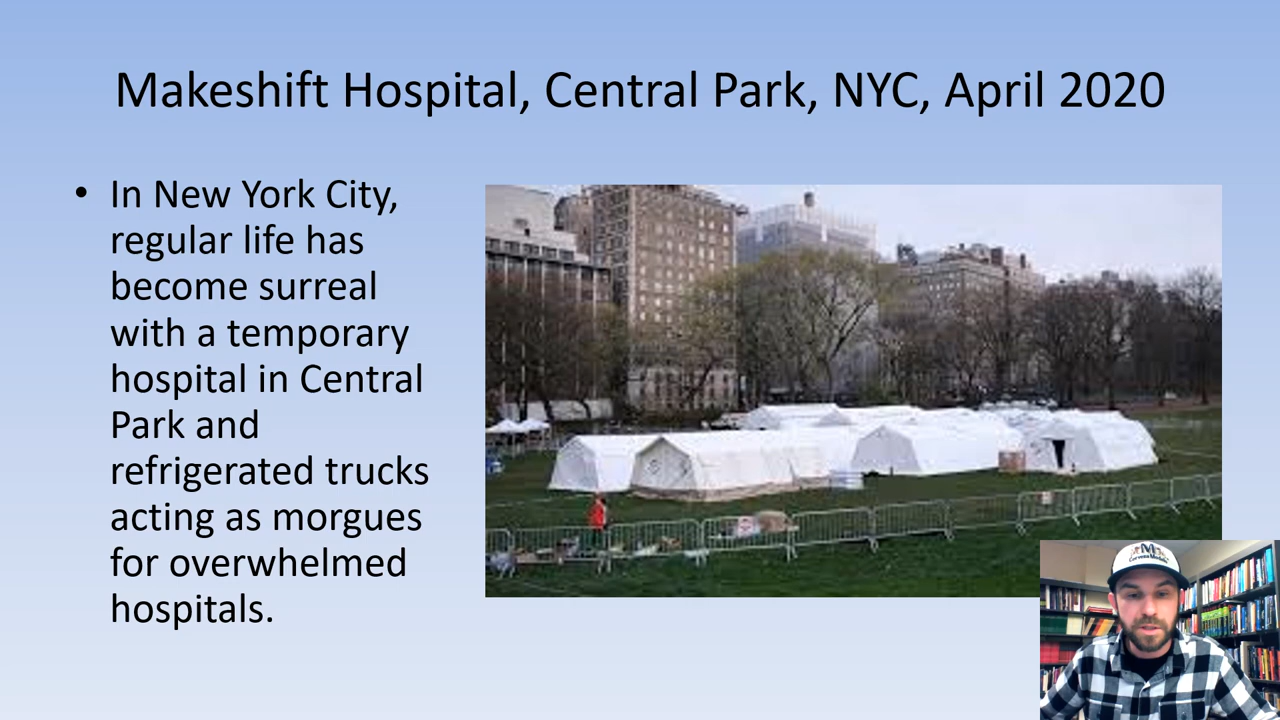 Makeshift Hospital, Central Park, NYC, April 2020
• In New York City,
regular life has
become surreal
with a temporary
hospital in Central
Park and
refrigerated trucks
acting as morgues
for overwhelmed
hospitals.